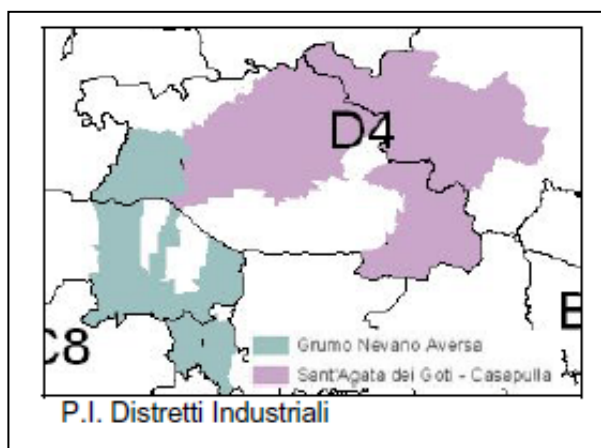 D4
E
C8
Grumo Nevano Aversa
Sant'Agata dei Goti - Casapulla
P.I. Distretti Industriali